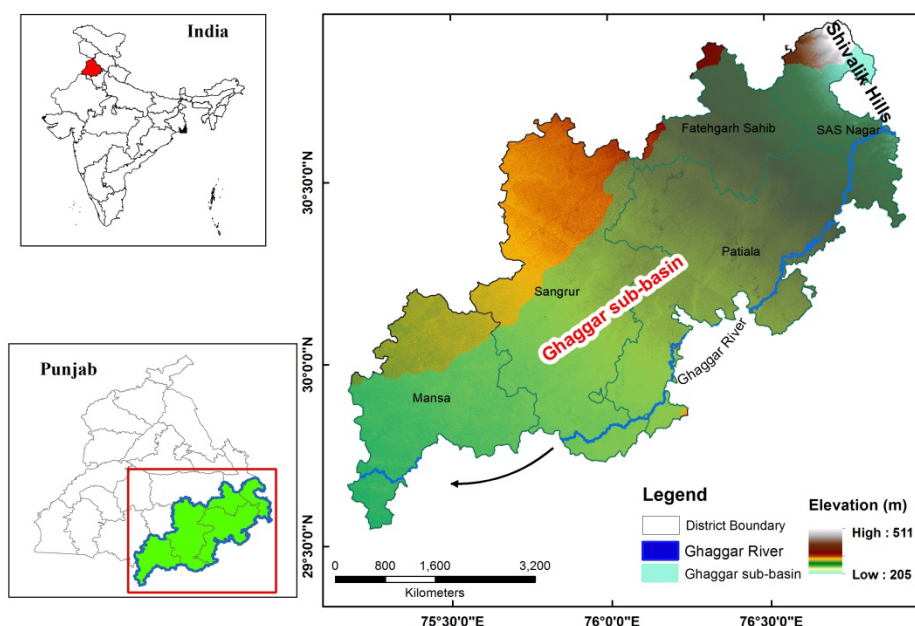 India
Punjab
Shivalik Hills
Fatehgarh Sahib
SAS Nagar
Patiala
Sangrur
Ghaggar sub-basin
Ghaggar River
Mansa
30°30'0"N
30°0'0"N
29°30'0"N
Legend
District Boundary
Ghaggar River
Ghaggar sub-basin
Elevation (m)
High : 511
Low : 205
0 800 1,600 3,200
Kilometers
75°30'0"E 76°0'0"E 76°30'0"E